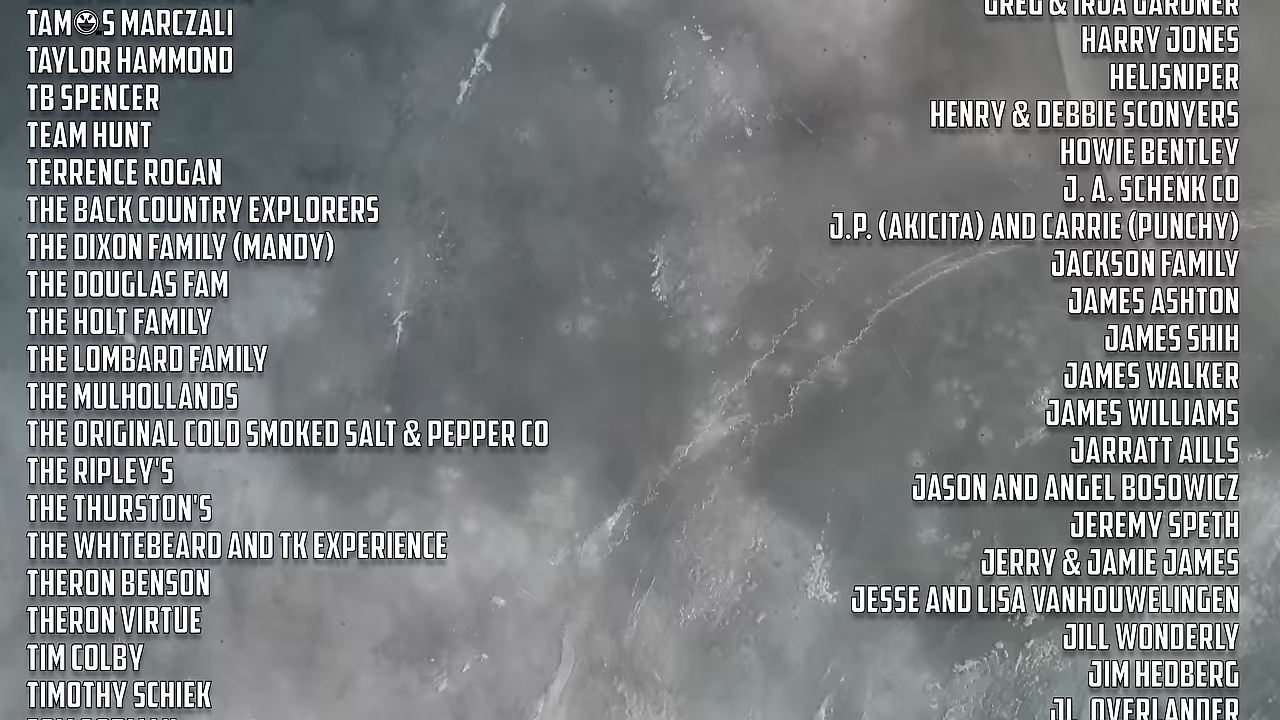 TAM☺S MARCZALI
TAYLOR HAMMOND
TB SPENCER
TEAM HUNT
TERRENCE ROGAN
THE BACK COUNTRY EXPLORERS
THE DIXON FAMILY (MANDY)
THE DOUGLAS FAM
THE HOLT FAMILY
THE LOMBARD FAMILY
THE MULHOLLANDS
THE ORIGINAL COLD SMOKED SALT & PEPPER CO
THE RIPLEY'S
THE THURSTON'S
THE WHITEBEARD AND TK EXPERIENCE
THERON BENSON
THERON VIRTUE
TIM COLBY
TIMOTHY SCHIEK
GREG & IRJA GARDNER
HARRY JONES
HELISNIPER
HENRY & DEBBIE SCONYERS
HOWIE BENTLEY
J. A. SCHENK CO
J.P. (AKICITA) AND CARRIE (PUNCHY)
JACKSON FAMILY
JAMES ASHTON
JAMES SHIH
JAMES WALKER
JAMES WILLIAMS
JARRATT AILLS
JASON AND ANGEL BOSOWICZ
JEREMY SPETH
JERRY & JAMIE JAMES
JESSE AND LISA VANHOUWELINGEN
JILL WONDERLY
JIM HEDBERG
JL OVERLANDER